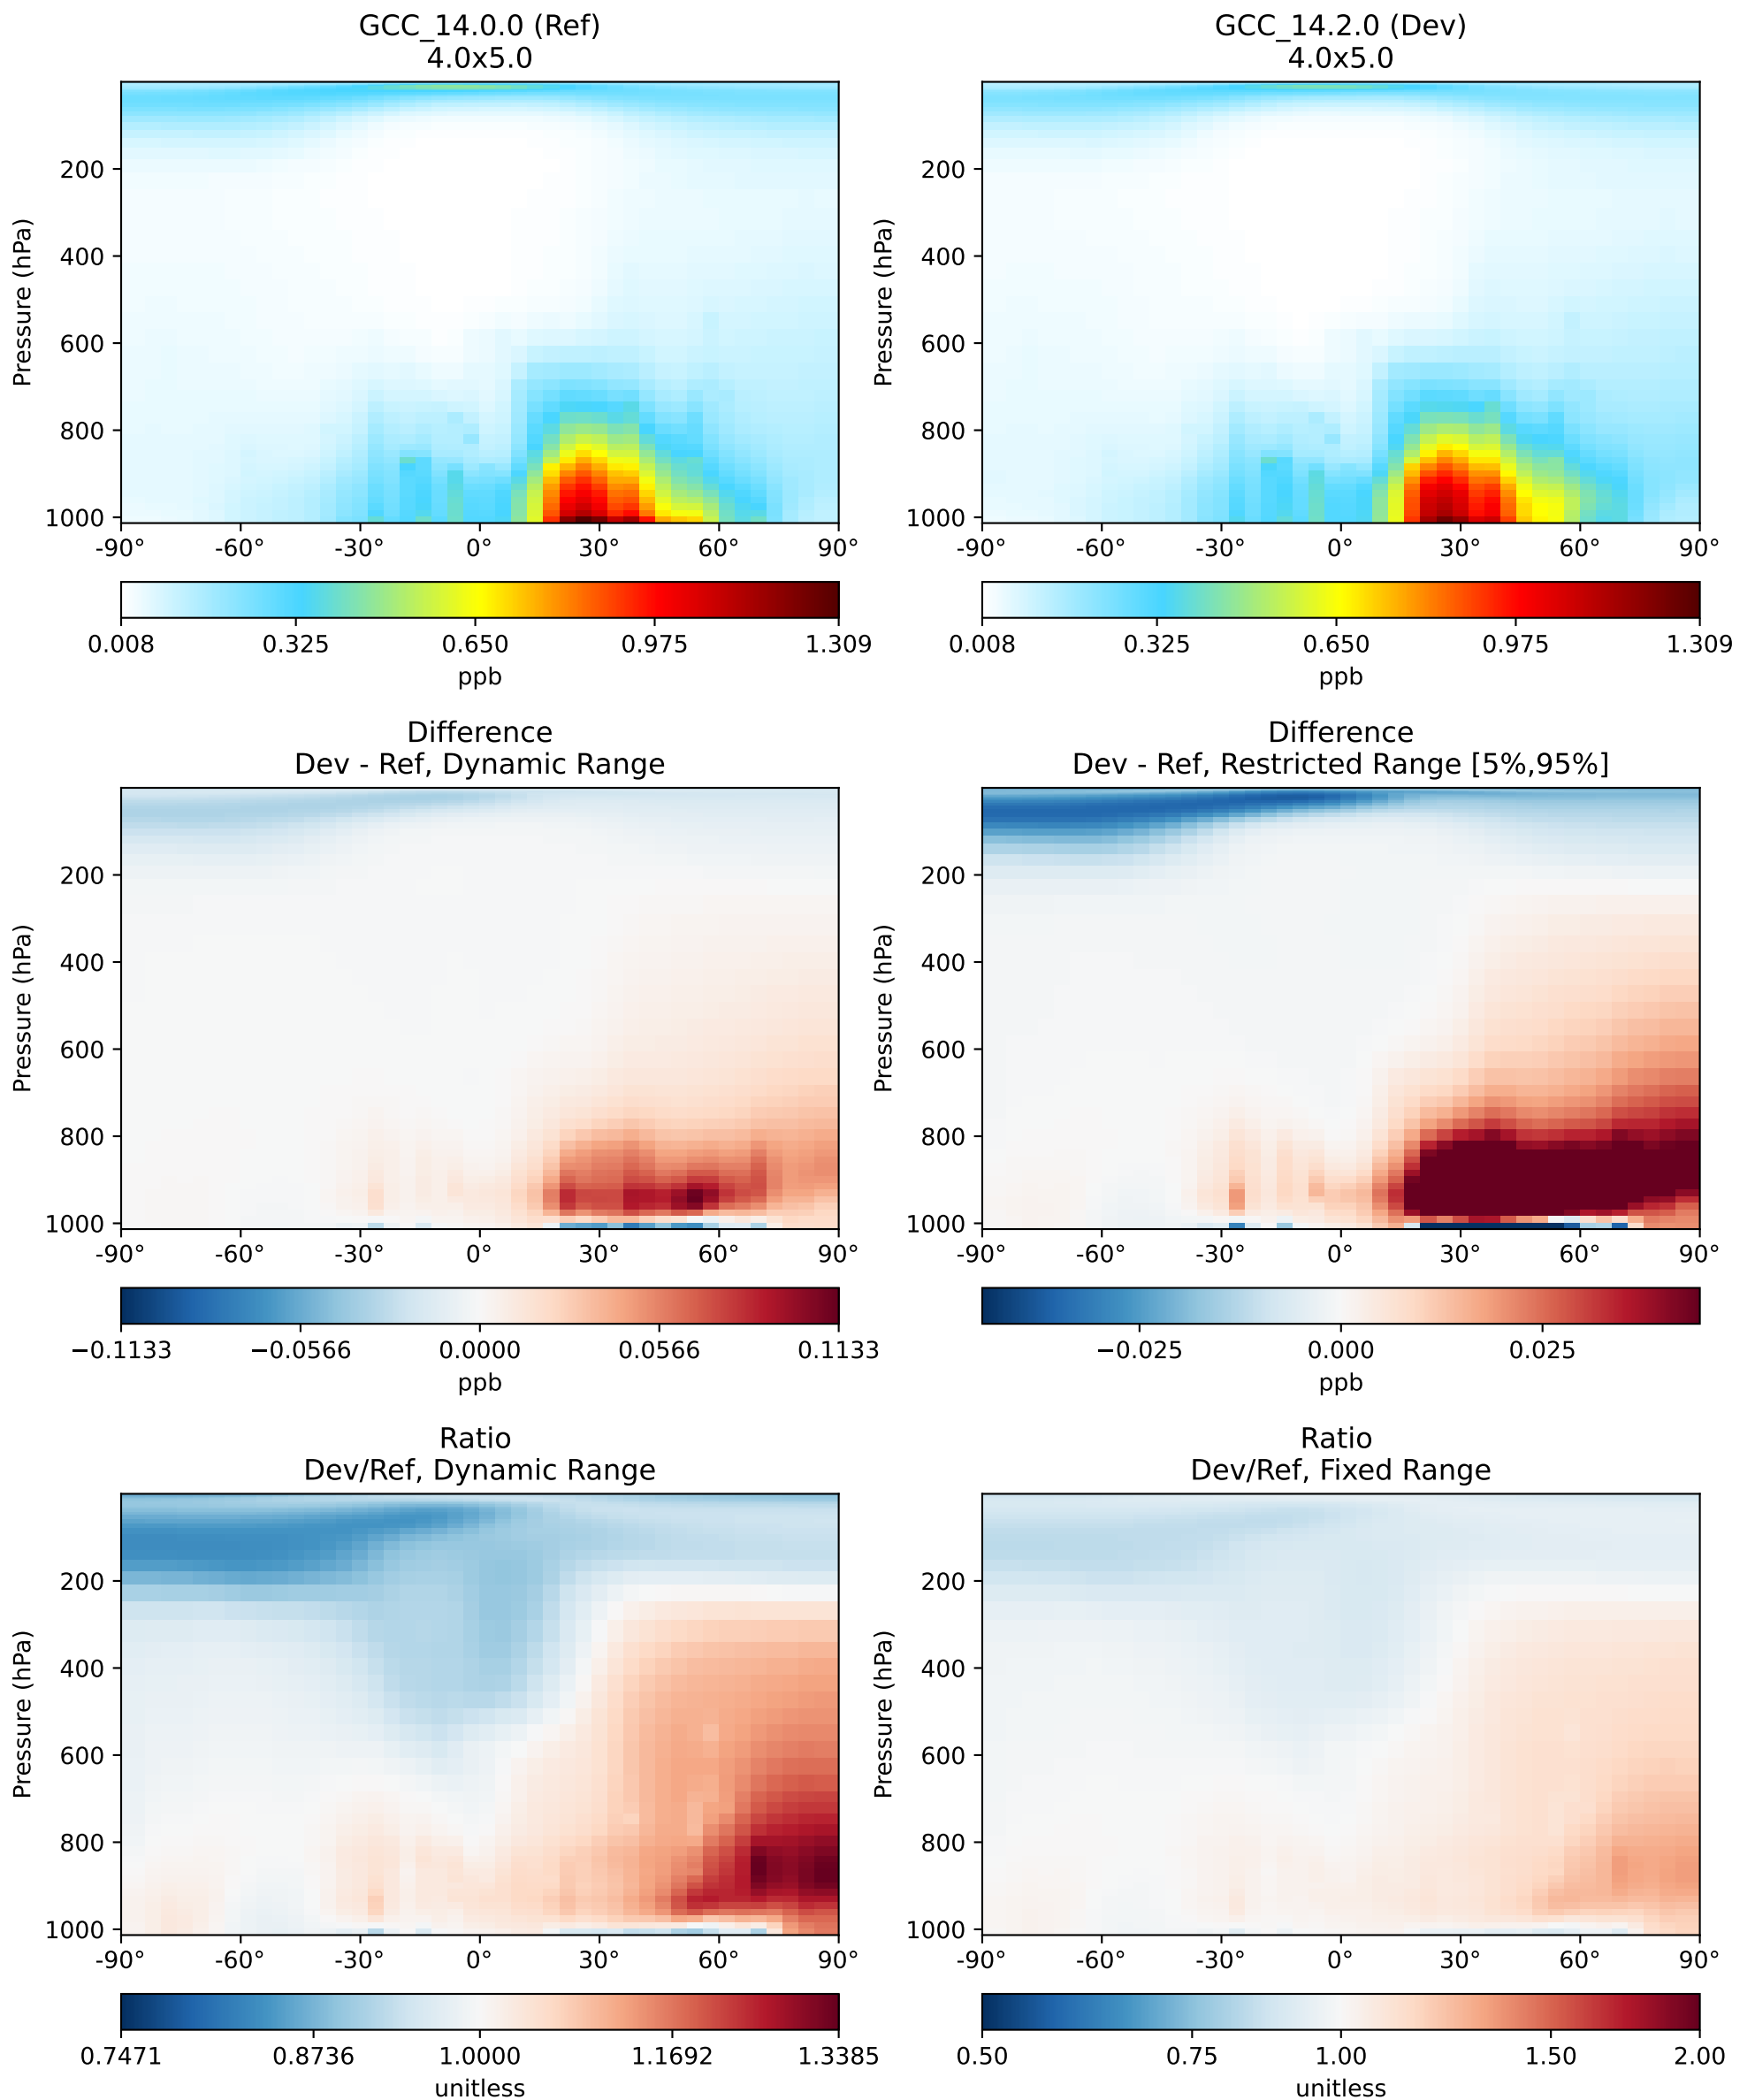 GCC_14.0.0 (Ref)
4.0x5.0
GCC_14.2.0 (Dev)
4.0x5.0
Pressure (hPa)
200
400
600
800
1000
-90° -60° -30° 0° 30° 60° 90°
0.008 0.325 0.650 0.975 1.309
ppb
Pressure (hPa)
200
400
600
800
1000
-90° -60° -30° 0° 30° 60° 90°
0.008 0.325 0.650 0.975 1.309
ppb
Difference
Dev - Ref, Dynamic Range
Pressure (hPa)
200
400
600
800
1000
-90° -60° -30° 0° 30° 60° 90°
−0.1133 −0.0566 0.0000 0.0566 0.1133
ppb
Difference
Dev - Ref, Restricted Range [5%,95%]
Pressure (hPa)
200
400
600
800
1000
-90° -60° -30° 0° 30° 60° 90°
−0.025 0.000 0.025
ppb
Ratio
Dev/Ref, Dynamic Range
Pressure (hPa)
200
400
600
800
1000
-90° -60° -30° 0° 30° 60° 90°
0.7471 0.8736 1.0000 1.1692 1.3385
unitless
Ratio
Dev/Ref, Fixed Range
Pressure (hPa)
200
400
600
800
1000
-90° -60° -30° 0° 30° 60° 90°
0.50 0.75 1.00 1.50 2.00
unitless